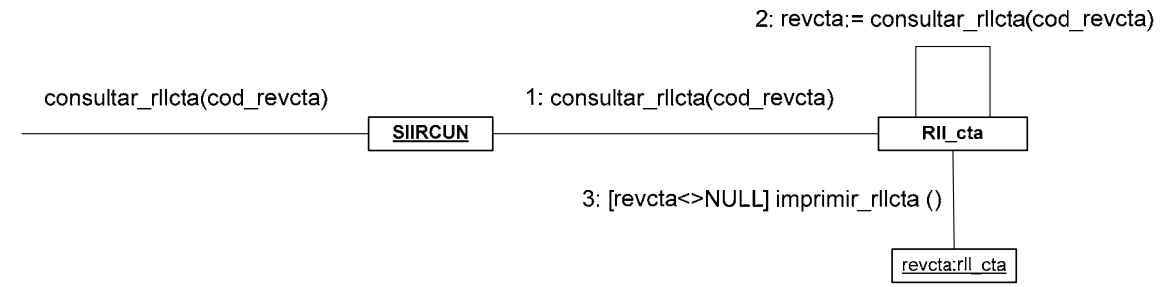 2: revcta:= consultar_rllcta(cod_revcta)
consultar_rllcta(cod_revcta)
1: consultar_rllcta(cod_revcta)
SIIRCUN
Rll_cta
3: [revcta<>NULL] imprimir_rllcta ()
revcta:rll_cta